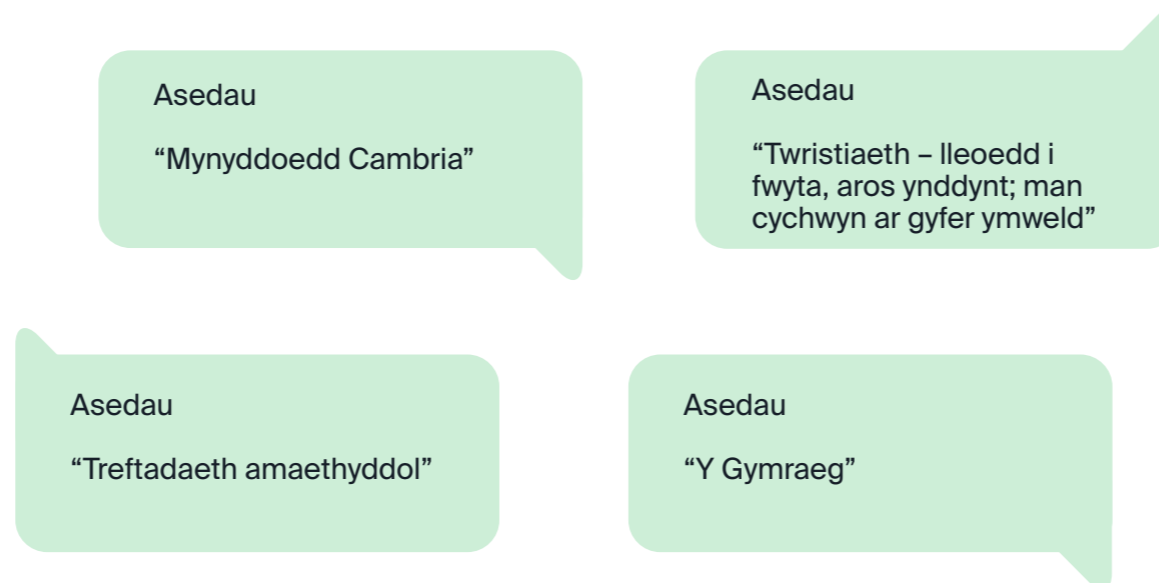 Asedau
“Mynyddoedd Cambria”
Asedau
“Twristiaeth – lleoedd i
fwyta, aros ynddynt; man
cychwyn ar gyfer ymweld”
Asedau
“Treftadaeth amaethyddol”
Asedau
“Y Gymraeg”